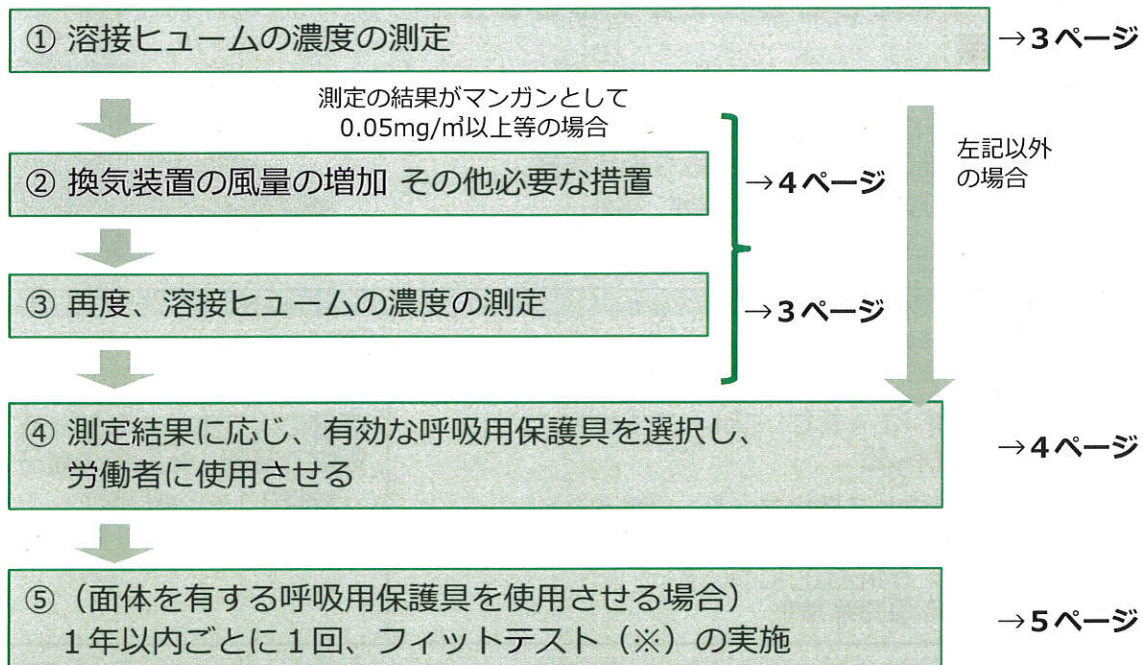 ① 溶接ヒュームの濃度の測定
→３ページ
測定の結果がマンガンとして
0.05mg/㎥以上等の場合
左記以外
の場合
② 換気装置の風量の増加 その他必要な措置
→４ページ
③ 再度、溶接ヒュームの濃度の測定
→３ページ
④ 測定結果に応じ、有効な呼吸用保護具を選択し、
労働者に使用させる
→４ページ
⑤（面体を有する呼吸用保護具を使用させる場合）
１年以内ごとに１回、フィットテスト（※）の実施
→５ページ